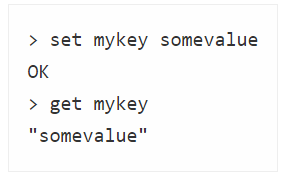 > set mykey somevalue
OK
> get mykey
"somevalue"